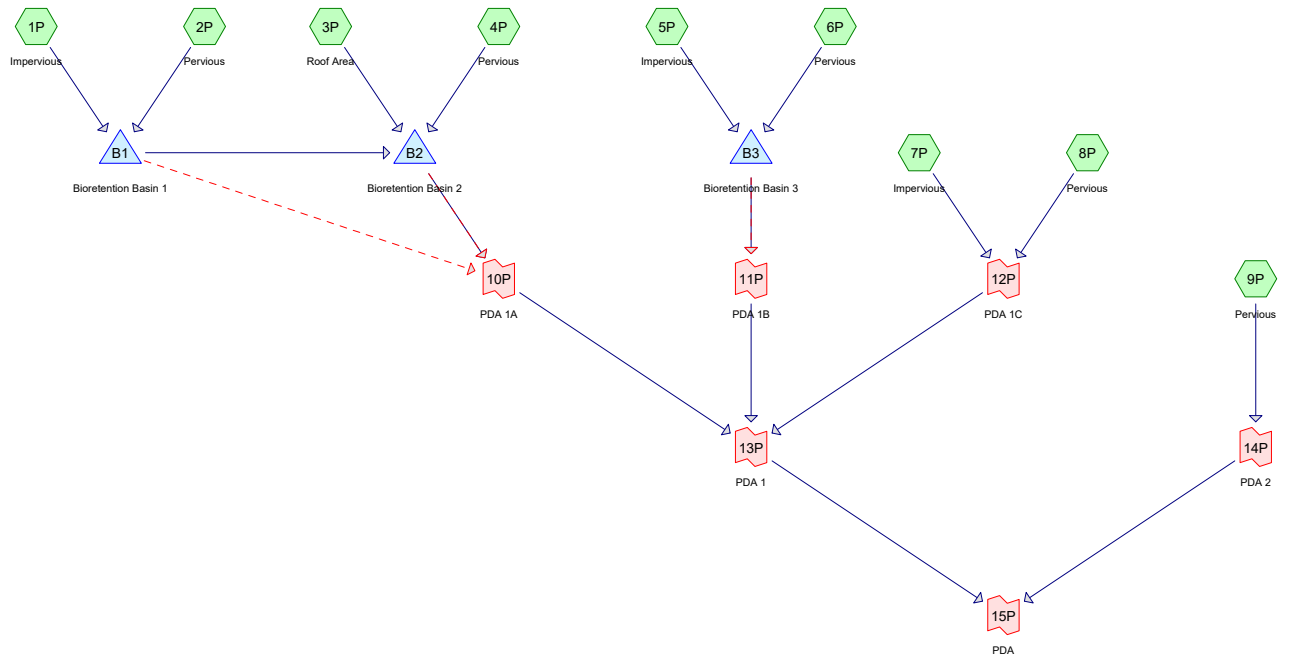 1P
2P
3P
4P
5P
6P
Impervious
Pervious
Roof Area
Pervious
Impervious
Pervious
B1
B2
B3
7P
8P
Bioretention Basin 1
Bioretention Basin 2
Bioretention Basin 3
Impervious
Pervious
10P
11P
12P
9P
PDA 1A
PDA 1B
PDA 1C
Pervious
13P
14P
PDA 1
PDA 2
15P
PDA